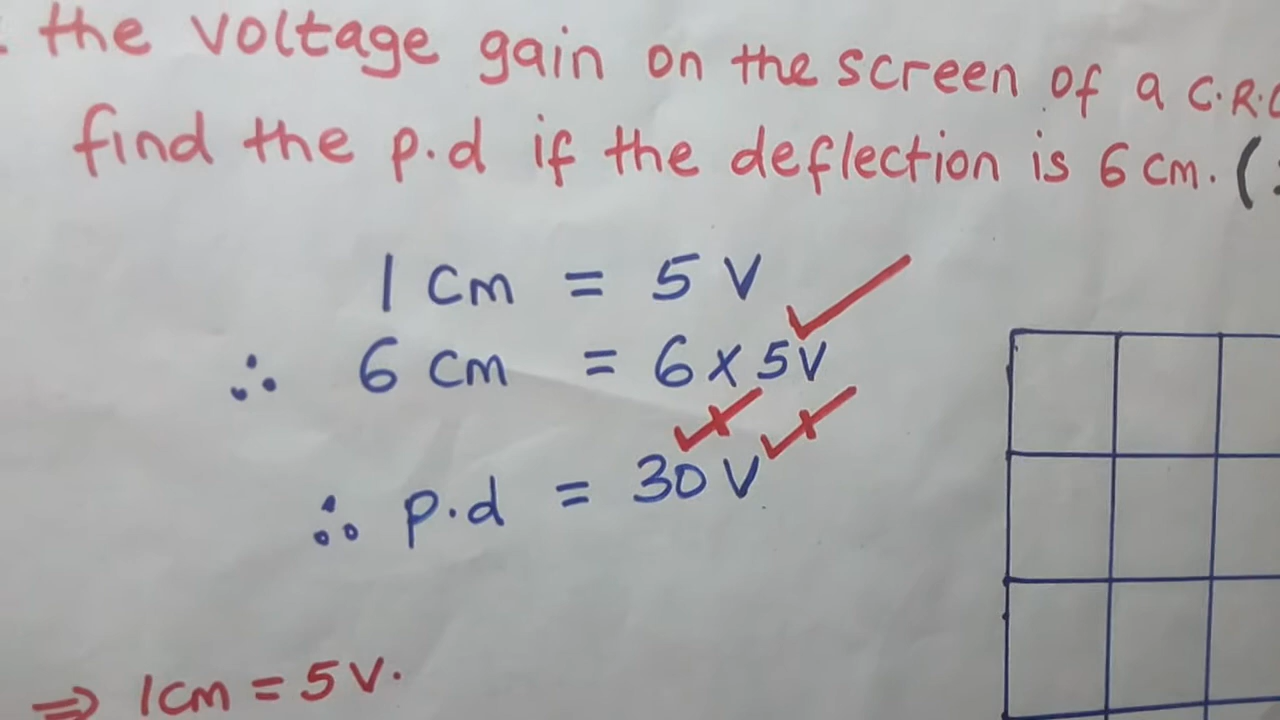 the voltage gain on the screen of a C.R.O
find the p.d if the deflection is 6 cm. (
1 cm = 5 V
∴ 6 cm = 6 x 5V
∴ p.d = 30 V
⇒ 1cm = 5V.